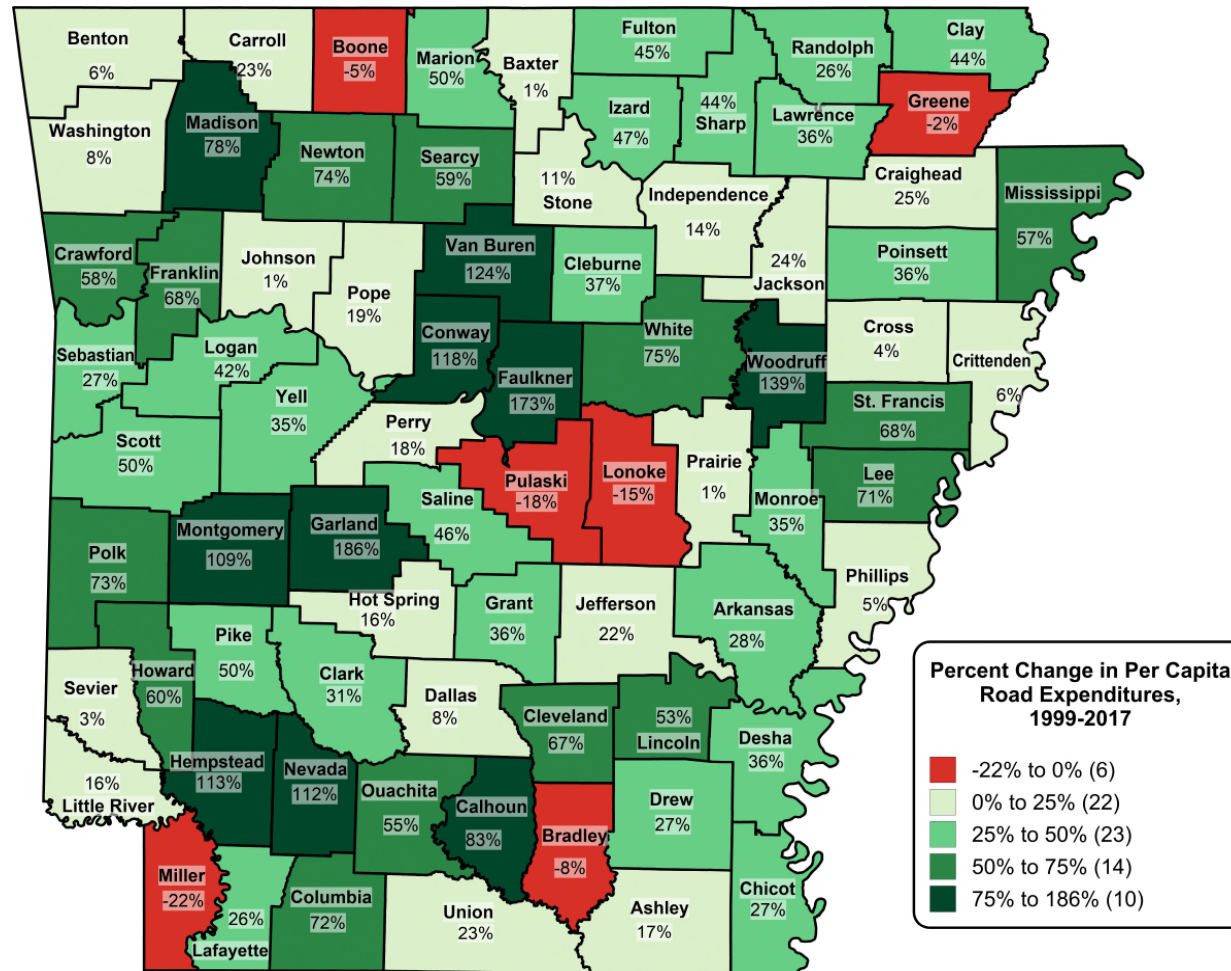 Benton
6%
Carroll
23%
Boone
-5%
Marion
50%
Baxter
1%
Fulton
45%
Randolph
26%
Clay
44%
Washington
8%
Madison
78%
Newton
74%
Searcy
59%
11%
Stone
Izard
47%
44%
Sharp
Lawrence
36%
Greene
-2%
Independence
14%
Craighead
25%
Mississippi
57%
Crawford
58%
Franklin
68%
Johnson
1%
Pope
19%
Van Buren
124%
Cleburne
37%
24%
Jackson
Poinsett
36%
Sebastian
27%
Logan
42%
Yell
35%
Conway
118%
Faulkner
173%
White
75%
Woodruff
139%
Cross
4%
Crittenden
6%
Scott
50%
Perry
18%
Pulaski
-18%
Lonoke
-15%
Prairie
1%
St. Francis
68%
Lee
71%
Monroe
35%
Polk
73%
Montgomery
109%
Garland
186%
Saline
46%
Hot Spring
16%
Grant
36%
Jefferson
22%
Arkansas
28%
Phillips
5%
Sevier
3%
Howard
60%
Pike
50%
Clark
31%
Dallas
8%
Cleveland
67%
53%
Lincoln
Desha
36%
16%
Little River
Hempstead
113%
Nevada
112%
Ouachita
55%
Calhoun
83%
Bradley
-8%
Drew
27%
Miller
-22%
26%
Lafayette
Columbia
72%
Union
23%
Ashley
17%
Chicot
27%
Percent Change in Per Capita
Road Expenditures,
1999-2017
-22% to 0% (6)
0% to 25% (22)
25% to 50% (23)
50% to 75% (14)
75% to 186% (10)